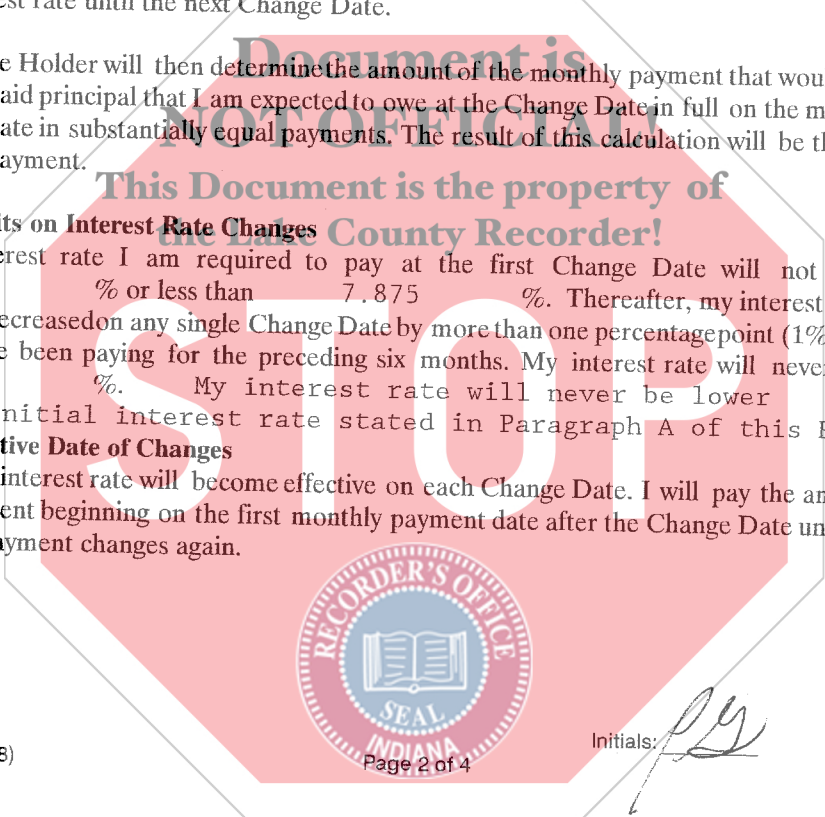 est rate until the next Change Date.
Document is
e Holder will then determine the amount of the monthly payment that wou
aid principal that I am expected to owe at the Change Date in full on the m
NOT OFFICIAL!
ate in substantially equal payments. The result of this calculation will be th
ayment.
This Document is the property of
the Lake County Recorder!
its on Interest Rate Changes
erest rate I am required to pay at the first Change Date will not
% or less than 7.875 %. Thereafter, my interest
ecreased on any single Change Date by more than one percentage point (1%
e been paying for the preceding six months. My interest rate will never
%. My interest rate will never be lower
nitial interest rate stated in Paragraph A of this
STOP
tive Date of Changes
interest rate will become effective on each Change Date. I will pay the am
ent beginning on the first monthly payment date after the Change Date un
ayment changes again.
RECORDER'S OFFICE
SEAL
INDIANA
8)
Page 2 of 4
Initials: